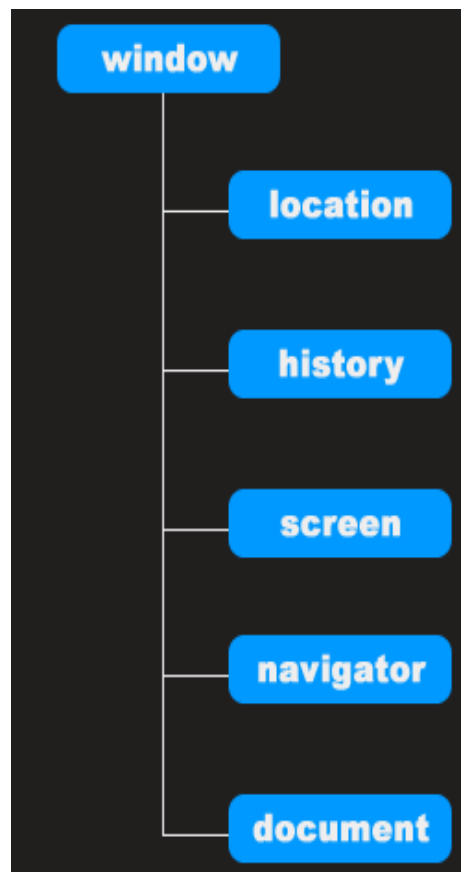 window
location
history
screen
navigator
document